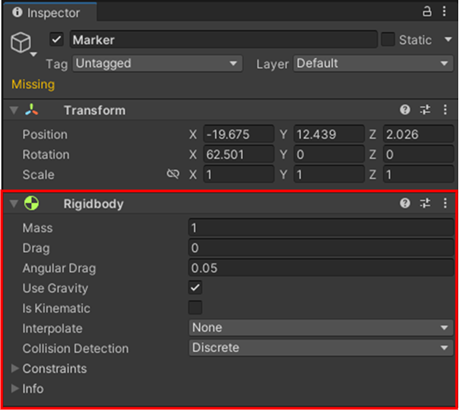 Inspector
Marker Static
Tag Untagged Layer Default
Missing
Transform
Position X -19.675 Y 12.439 Z 2.026
Rotation X 62.501 Y 0 Z 0
Scale X 1 Y 1 Z 1
Rigidbody
Mass 1
Drag 0
Angular Drag 0.05
Use Gravity
Is Kinematic
Interpolate None
Collision Detection Discrete
Constraints
Info